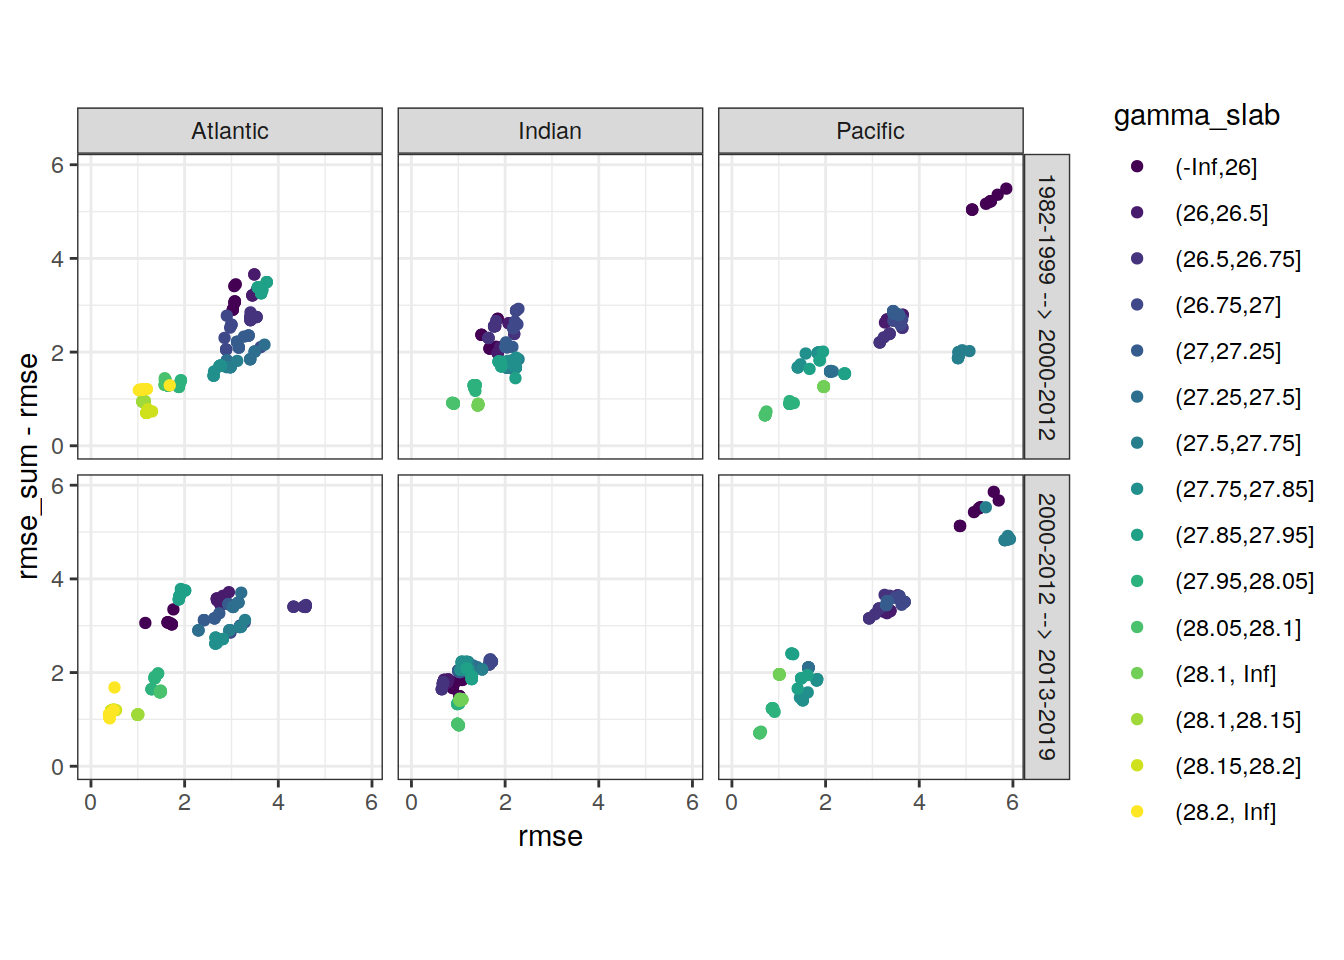 Atlantic
Indian
Pacific
1982-1999 --> 2000-2012
2000-2012 --> 2013-2019
6
4
2
0
6
4
2
0
rmse_sum - rmse
0 2 4 6
0 2 4 6
0 2 4 6
rmse
gamma_slab
(-Inf,26]
(26,26.5]
(26.5,26.75]
(26.75,27]
(27,27.25]
(27.25,27.5]
(27.5,27.75]
(27.75,27.85]
(27.85,27.95]
(27.95,28.05]
(28.05,28.1]
(28.1, Inf]
(28.1,28.15]
(28.15,28.2]
(28.2, Inf]